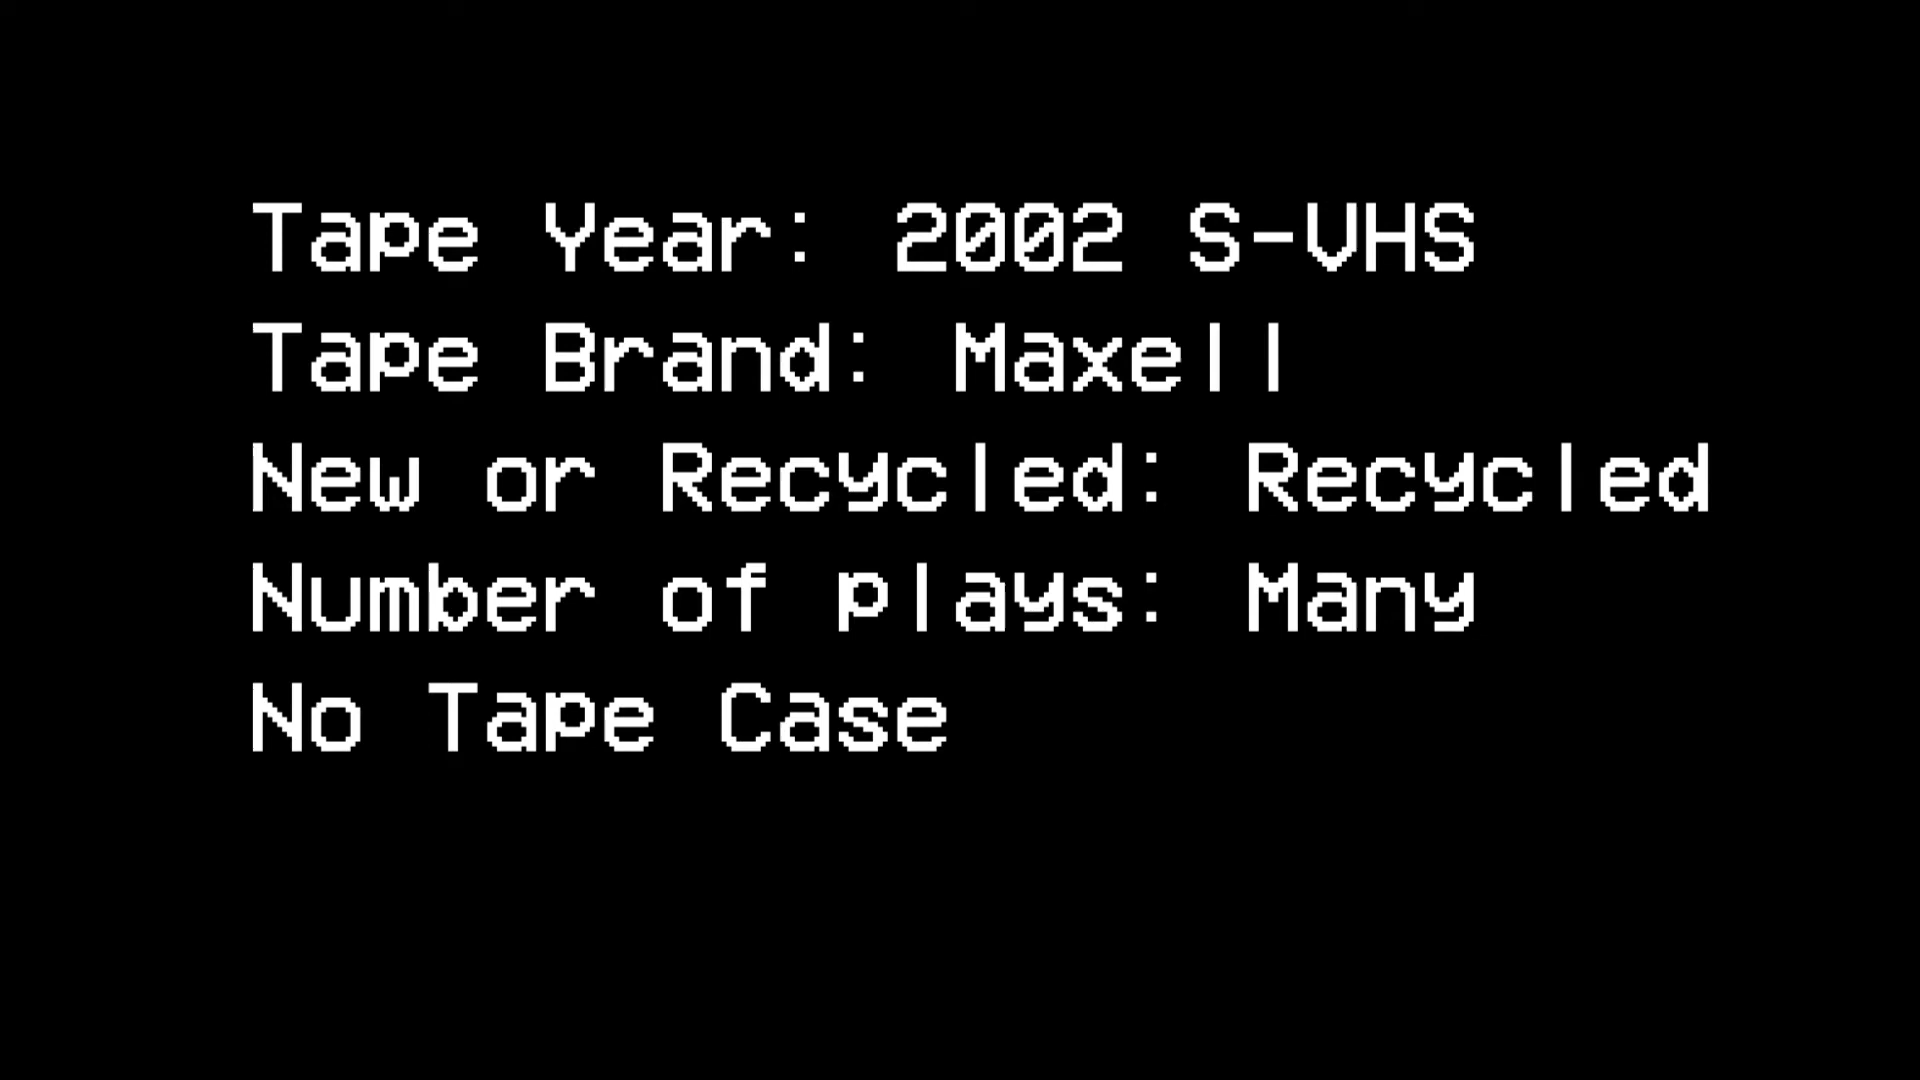 Tape Year: 2002 S-VHS
Tape Brand: Maxell
New or Recycled: Recycled
Number of plays: Many
No Tape Case